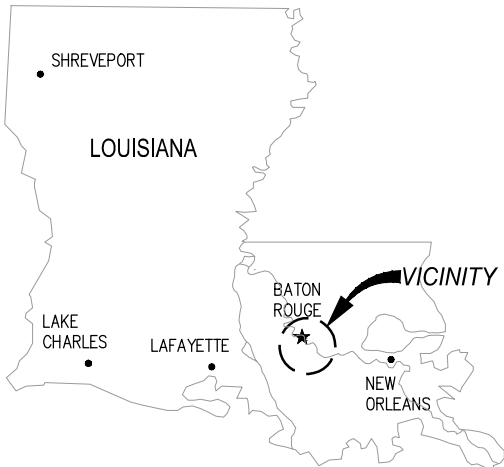 SHREVEPORT
LOUISIANA
VICINITY
BATON
ROUGE
LAKE
CHARLES
LAFAYETTE
NEW
ORLEANS